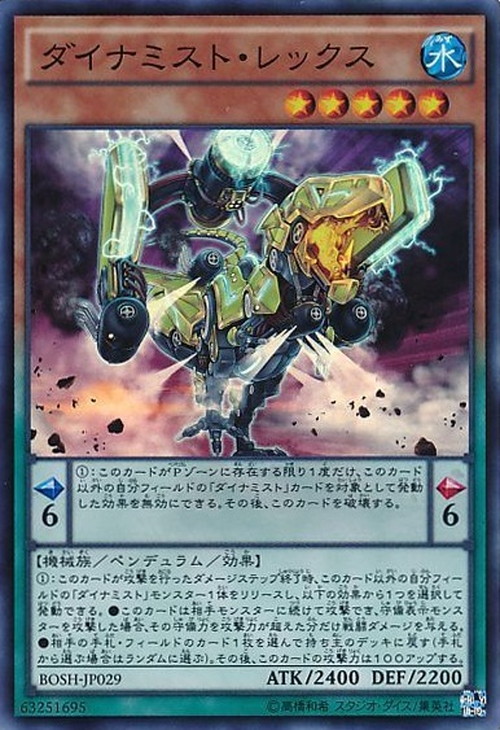 ダイナミスト・レックス
水
①:このカードがPゾーンに存在する限り1度だけ、このカード
以外の自分フィールドの「ダイナミスト」カードを対象として発動
した効果を無効にできる。その後、このカードを破壊する。
6
6
【機械族/ペンデュラム/効果】
①:このカードが攻撃を行ったダメージステップ終了時、このカード以外の自分フィー
ルドの「ダイナミスト」モンスター1体をリリースし、以下の効果から1つを選択して
発動できる。●このカードは相手モンスターに続けて攻撃でき、守備表示モン
スターを攻撃した場合、その守備力を攻撃力が超えた分だけ戦闘ダメージを与える。
●相手の手札・フィールドのカード1枚を選んで持ち主のデッキに戻す(手札
から選ぶ場合はランダムに選ぶ)。その後、このカードの攻撃力は100アップする。
BOSH-JP029
ATK/2400 DEF/2200
63251695
©高橋和希 スタジオ・ダイス/集英社